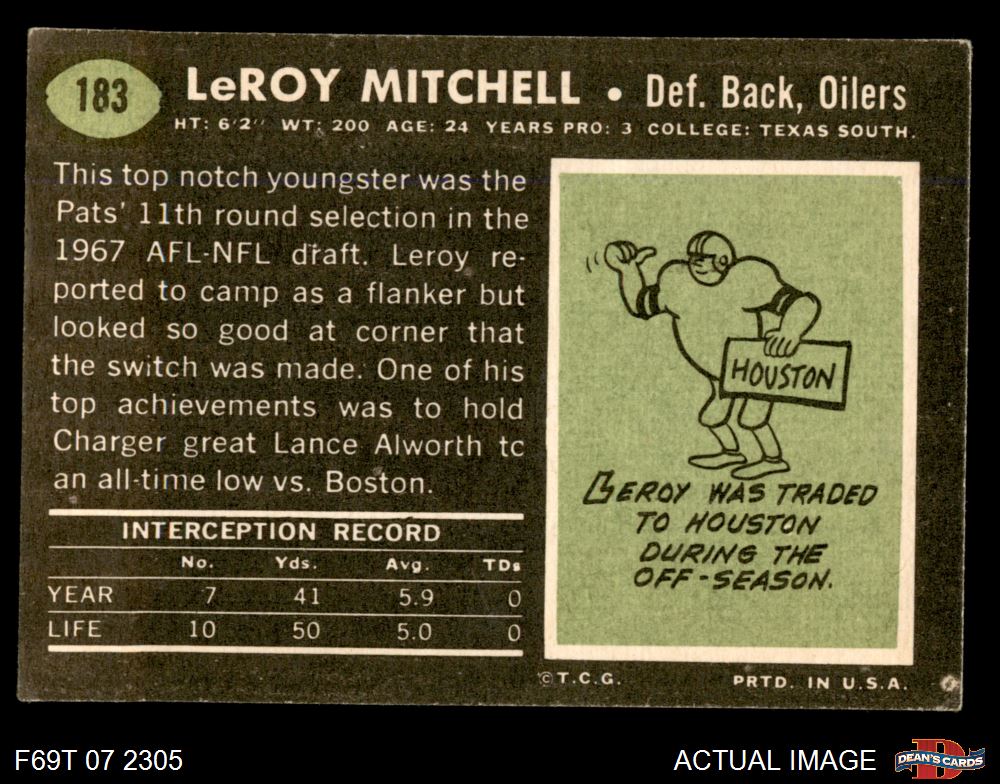 183
LeROY MITCHELL • Def. Back, Oilers
HT: 6'2" WT: 200 AGE: 24 YEARS PRO: 3 COLLEGE: TEXAS SOUTH.
This top notch youngster was the
Pats' 11th round selection in the
1967 AFL-NFL draft. Leroy re-
ported to camp as a flanker but
looked so good at corner that
the switch was made. One of his
top achievements was to hold
Charger great Lance Alworth tc
an all-time low vs. Boston.
INTERCEPTION RECORD
No. Yds. Avg. TDs
YEAR 7 41 5.9 0
LIFE 10 50 5.0 0
HOUSTON
LEROY WAS TRADED
TO HOUSTON
DURING THE
OFF-SEASON.
©T.C.G. PRTD. IN U.S.A.
F69T 07 2305 ACTUAL IMAGE
DEAN'S CARDS